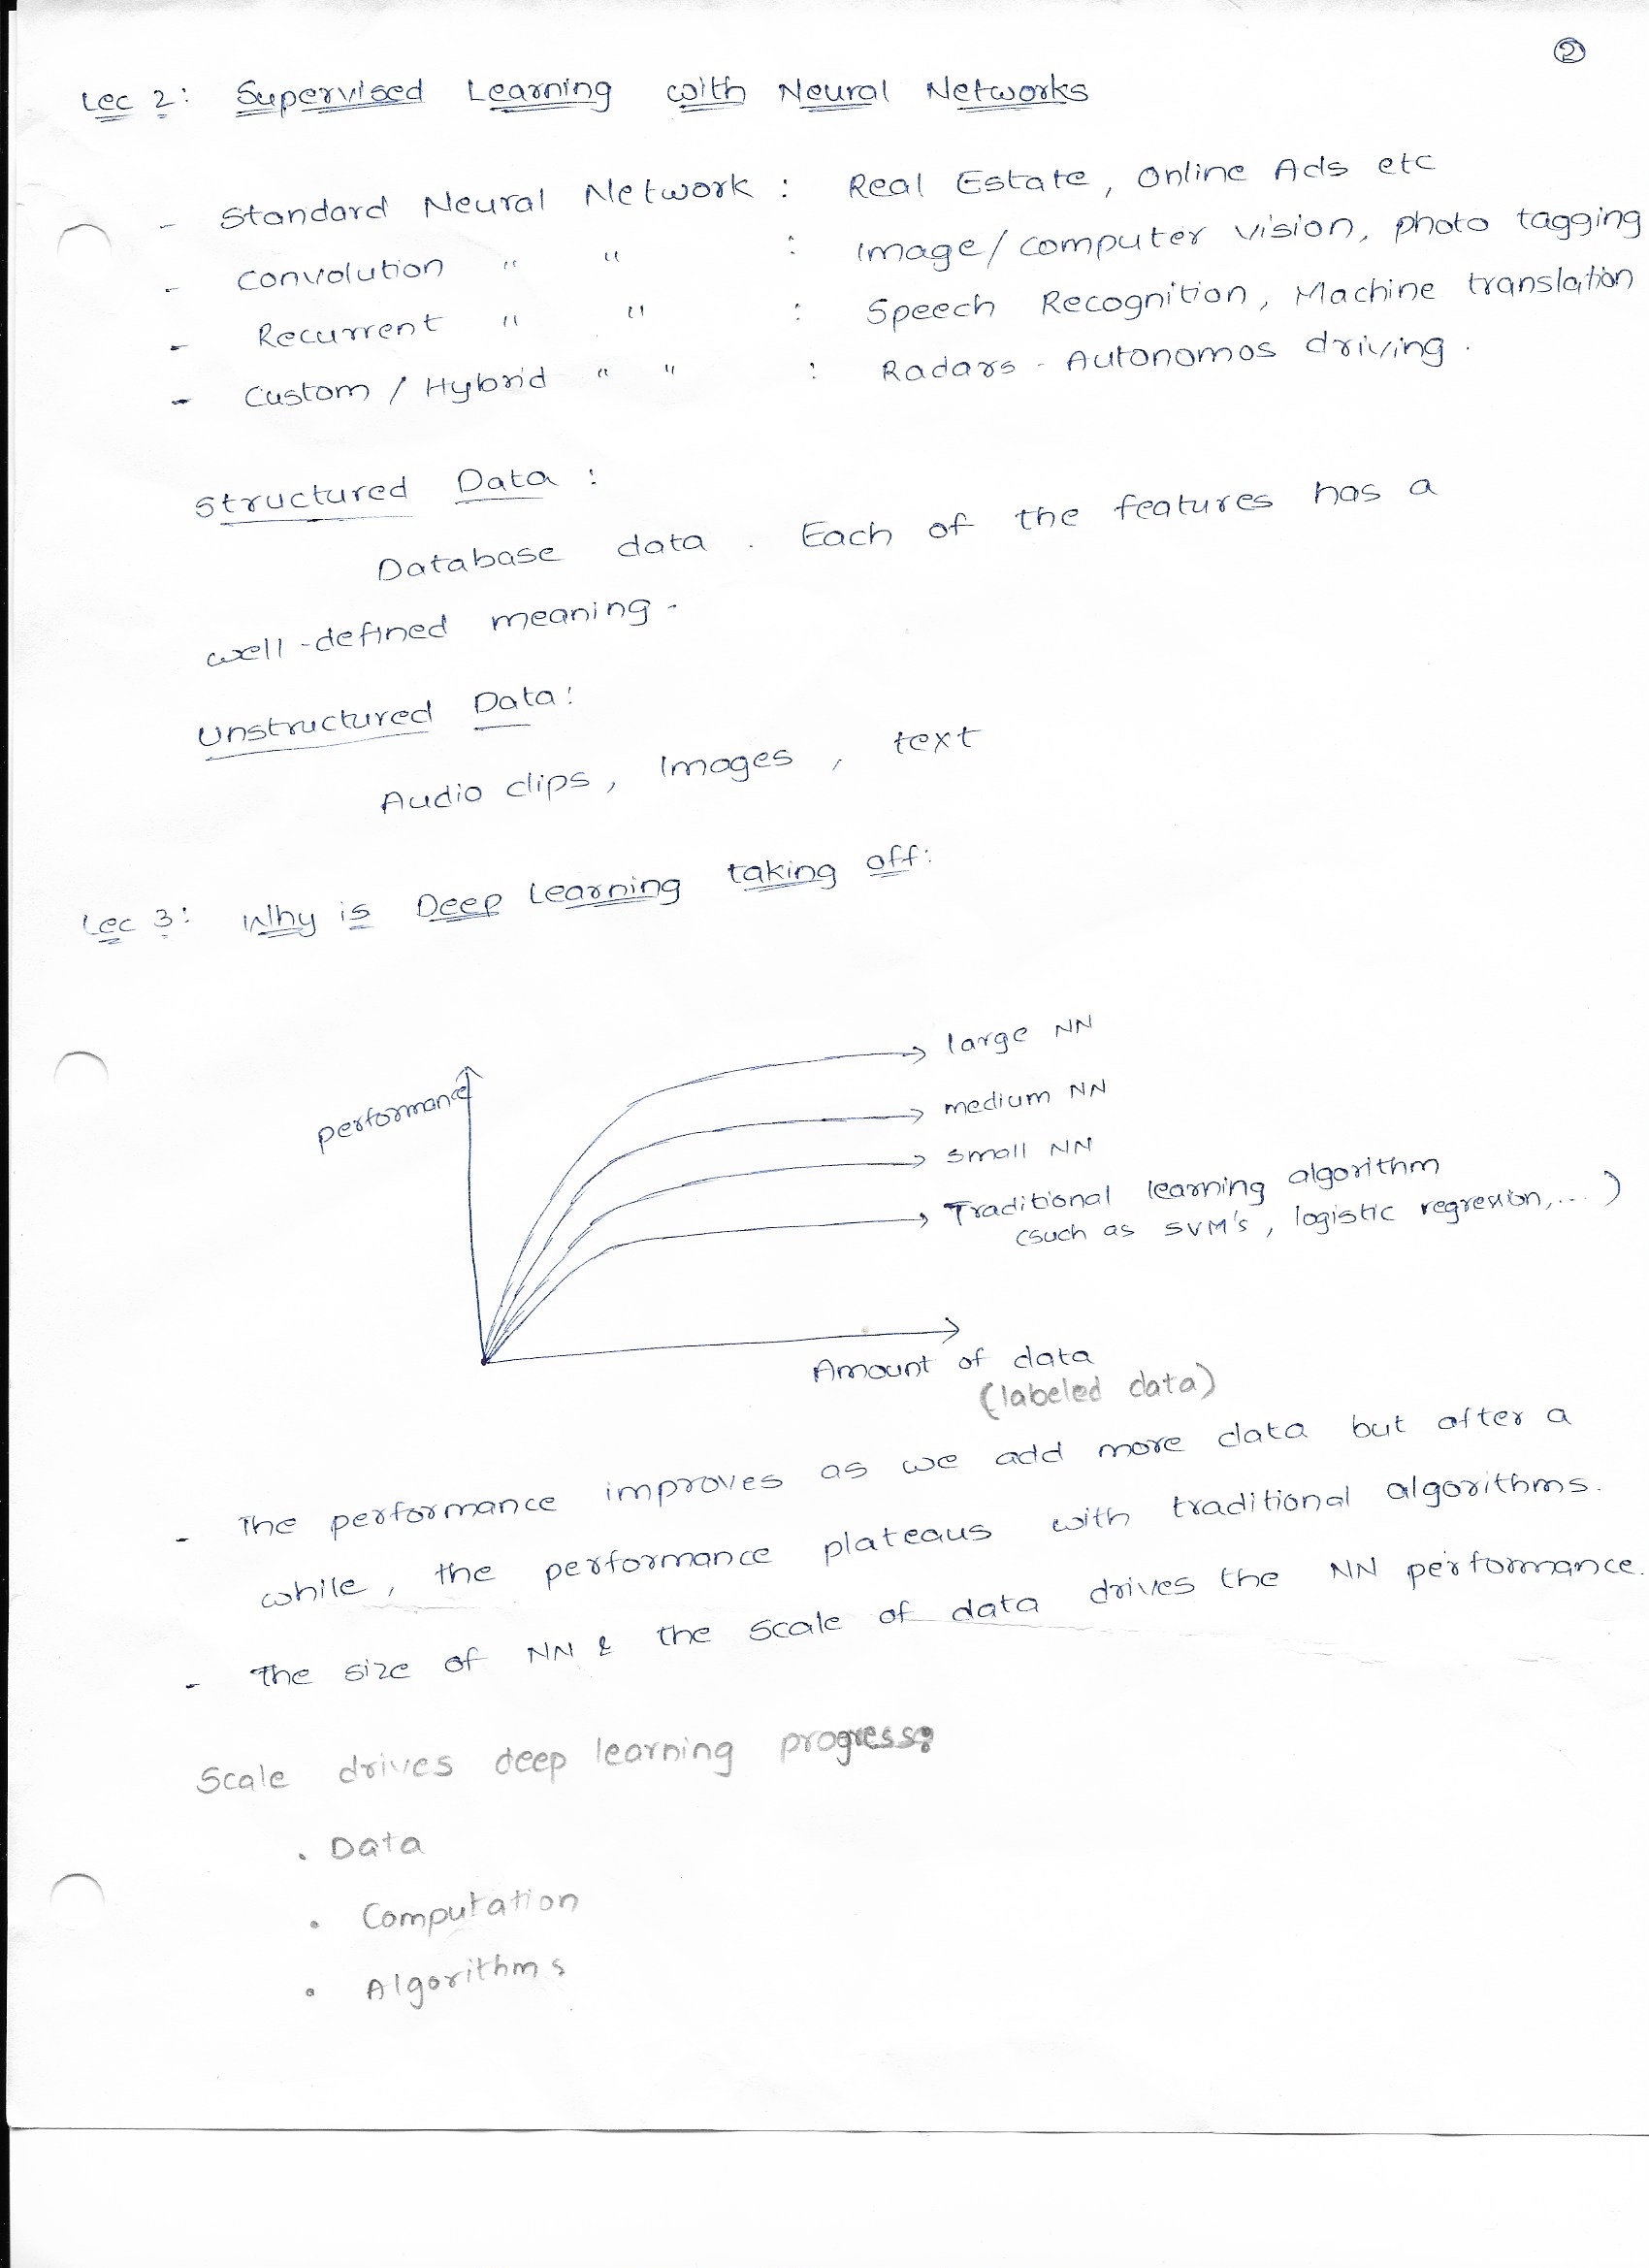 2
Lec 2: Supervised Learning with Neural Networks
- Standard Neural Network : Real Estate, Online Ads etc
- Convolution " " : Image/computer vision, photo tagging
- Recurrent " " : Speech Recognition, Machine translation
- Custom / Hybrid " " : Radars - Autonomos driving.
Structured Data :
Database data . Each of the features has a
well-defined meaning.
Unstructured Data:
Audio clips, Images, text
Lec 3: Why is Deep Learning taking off:
large NN
performance
medium NN
small NN
Traditional learning algorithm
(such as SVM's, logistic regression,... )
Amount of data
(labeled data)
- The performance improves as we add more data but after a
while, the performance plateaus with traditional algorithms.
- The size of NN & the scale of data drives the NN performance.
Scale drives deep learning progress:
. Data
. Computation
. Algorithms